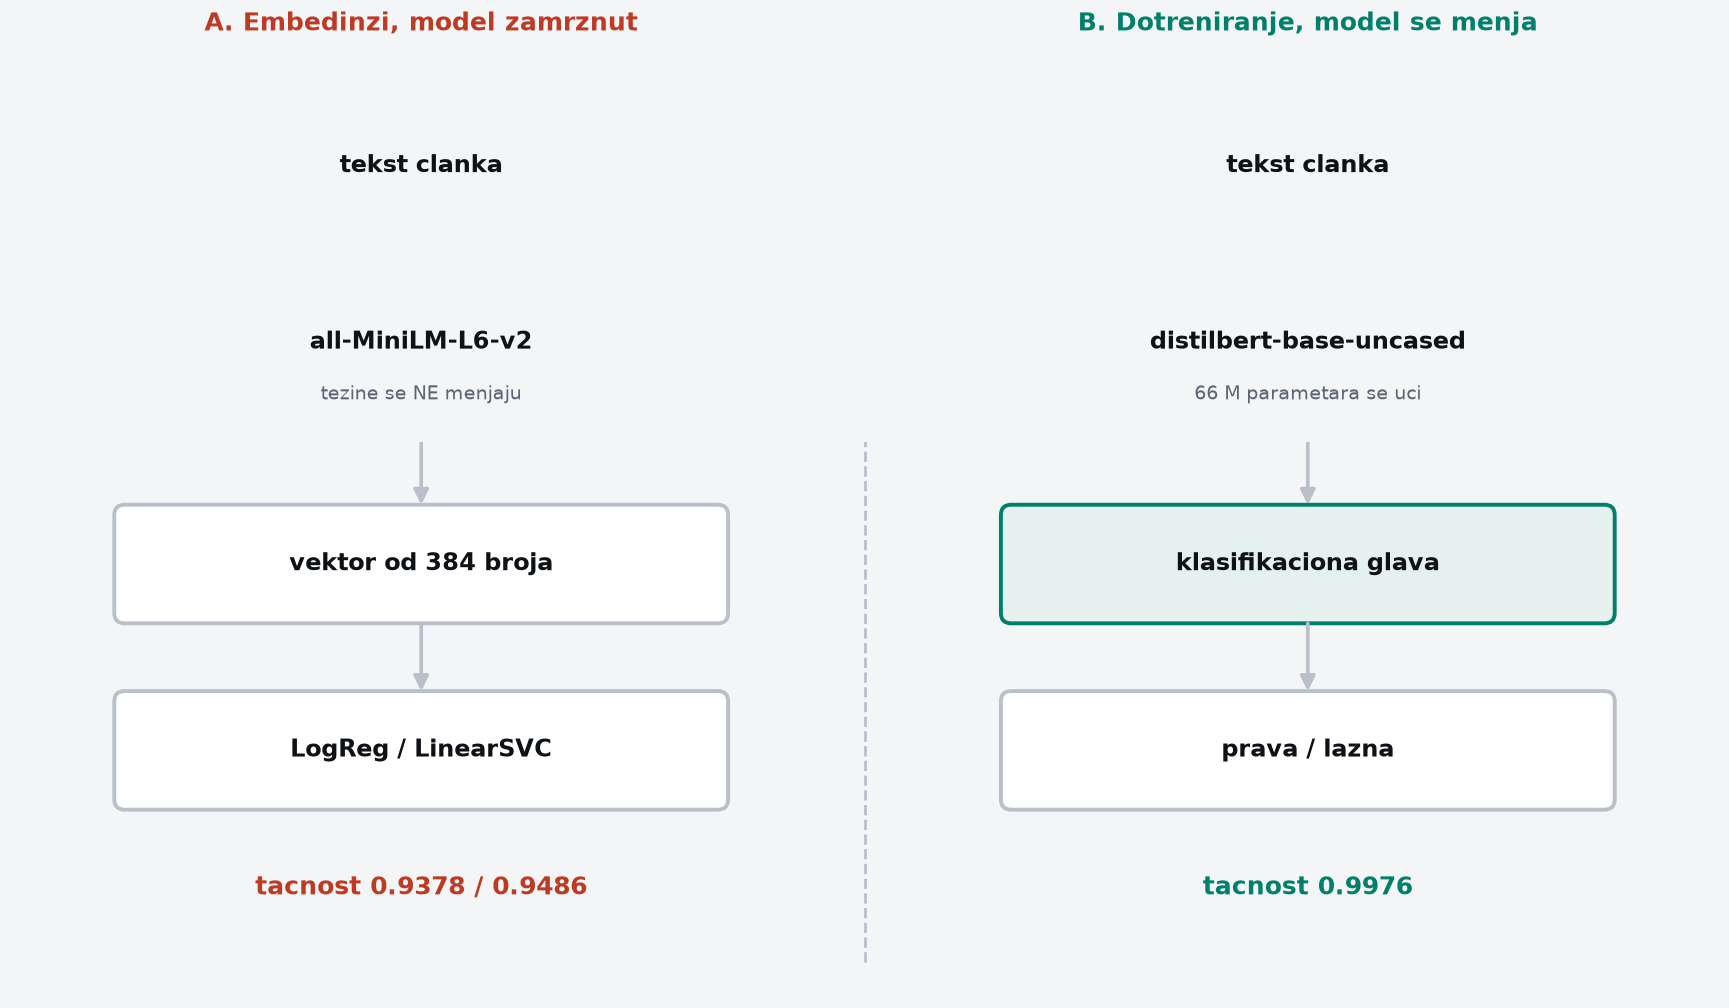 A. Embedinzi, model zamrznut
tekst clanka
all-MiniLM-L6-v2
tezine se NE menjaju
vektor od 384 broja
LogReg / LinearSVC
tacnost 0.9378 / 0.9486
B. Dotreniranje, model se menja
tekst clanka
distilbert-base-uncased
66 M parametara se uci
klasifikaciona glava
prava / lazna
tacnost 0.9976